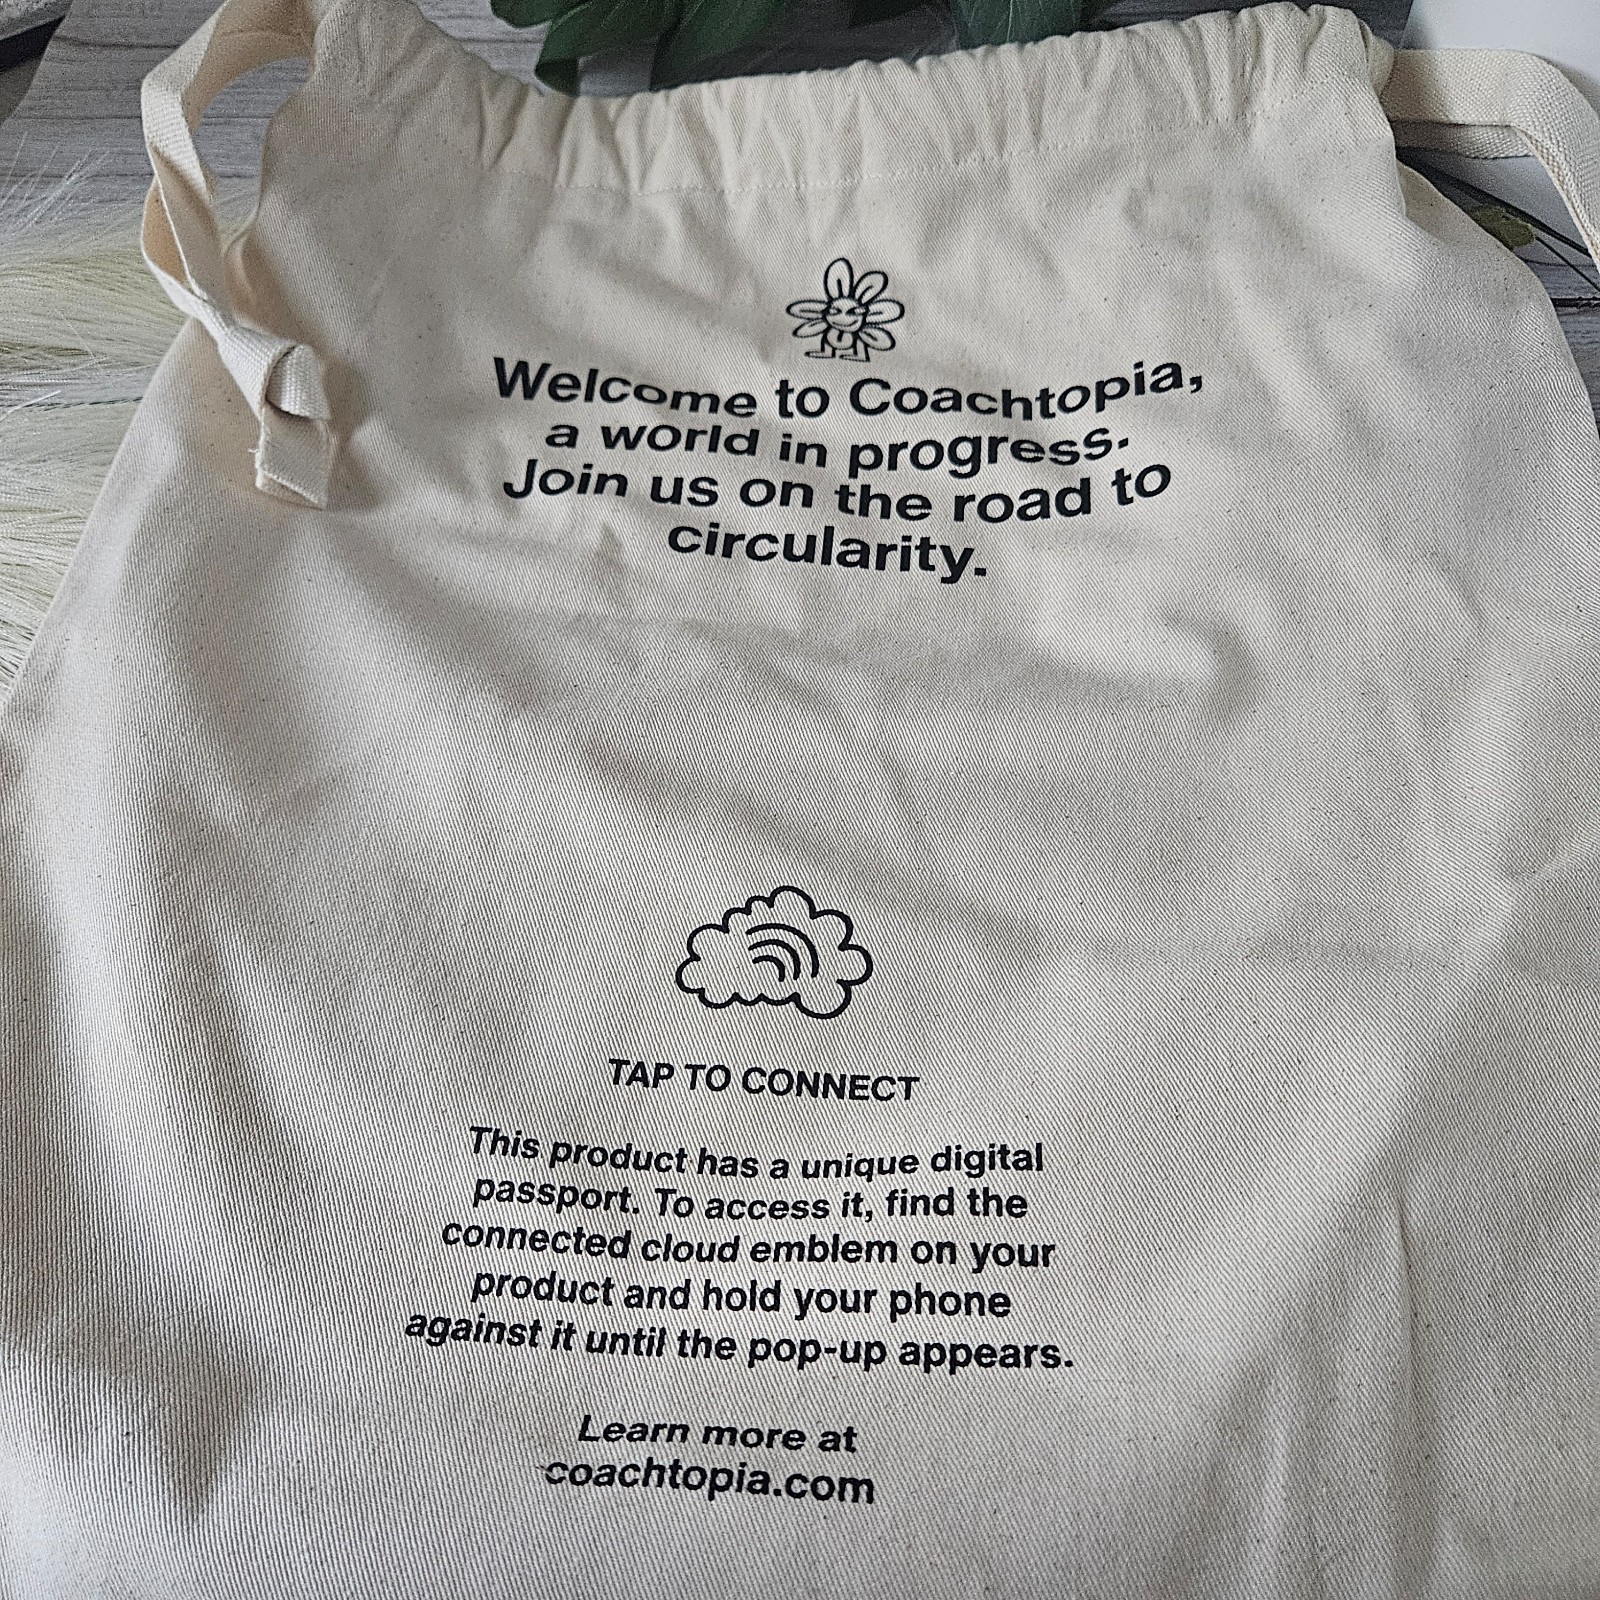 Welcome to Coachtopia,
a world in progress.
Join us on the road to
circularity.
TAP TO CONNECT
This product has a unique digital
passport. To access it, find the
connected cloud emblem on your
product and hold your phone
against it until the pop-up appears.
Learn more at
coachtopia.com